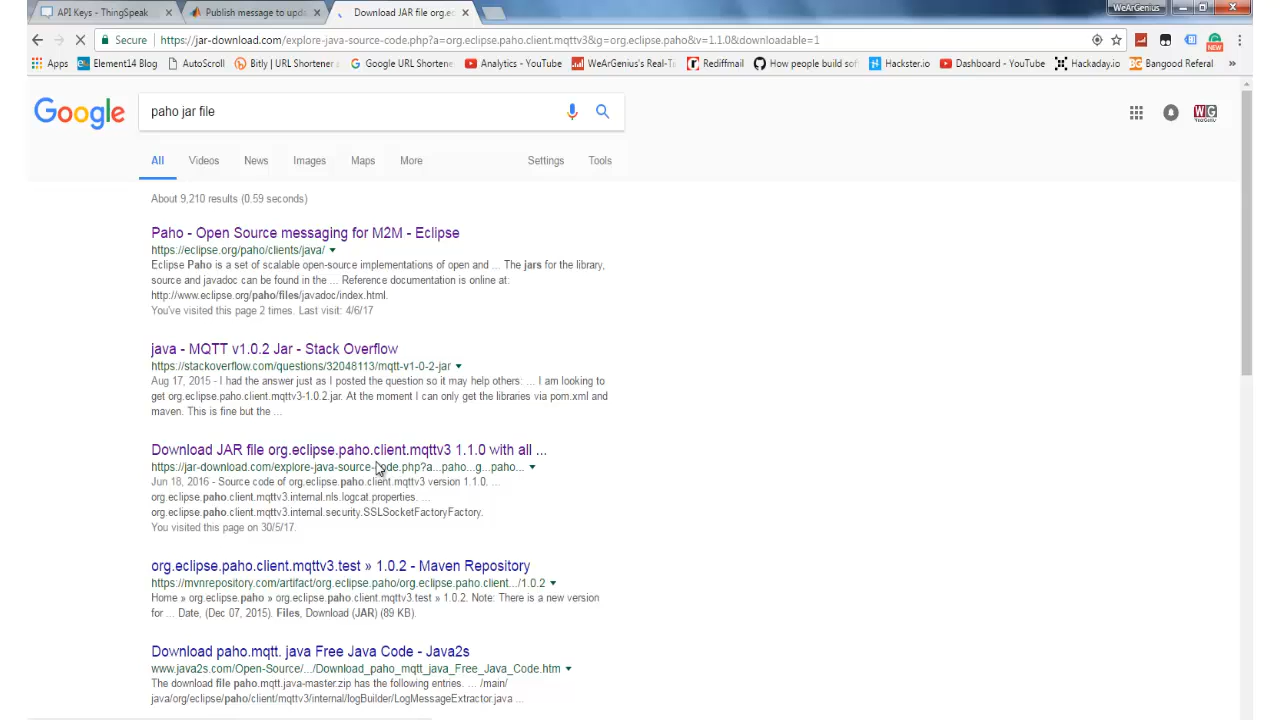 API Keys - ThingSpeak
Publish message to upda
Download JAR file org.ec
WeArGenius
Secure
https://jar-download.com/explore-java-source-code.php?a=org.eclipse.paho.client.mqttv3&g=org.eclipse.paho&v=1.1.0&downloadable=1
NEW
Apps
Element14 Blog
AutoScroll
Bitly | URL Shortener
Google URL Shortene
Analytics - YouTube
WeArGenius's Real-Ti
Rediffmail
How people build sof
Hackster.io
Dashboard - YouTube
Hackaday.io
Bangood Referal
»
Google
paho jar file
All
Videos
News
Images
Maps
More
Settings
Tools
About 9,210 results (0.59 seconds)
Paho - Open Source messaging for M2M - Eclipse
https://eclipse.org/paho/clients/java/
Eclipse Paho is a set of scalable open-source implementations of open and ... The jars for the library,
source and javadoc can be found in the ... Reference documentation is online at:
http://www.eclipse.org/paho/files/javadoc/index.html.
You've visited this page 2 times. Last visit: 4/6/17
java - MQTT v1.0.2 Jar - Stack Overflow
https://stackoverflow.com/questions/32048113/mqtt-v1-0-2-jar
Aug 17, 2015 - I had the answer just as I posted the question so it may help others: ... I am looking to
get org.eclipse.paho.client.mqttv3-1.0.2.jar. At the moment I can only get the libraries via pom.xml and
maven. This is fine but the ...
Download JAR file org.eclipse.paho.client.mqttv3 1.1.0 with all ...
https://jar-download.com/explore-java-source-code.php?a...paho...g...paho...
Jun 18, 2016 - Source code of org.eclipse.paho.client.mqttv3 version 1.1.0. ...
org.eclipse.paho.client.mqttv3.internal.nls.logcat.properties. ...
org.eclipse.paho.client.mqttv3.internal.security.SSLSocketFactoryFactory.
You visited this page on 30/5/17.
org.eclipse.paho.client.mqttv3.test » 1.0.2 - Maven Repository
https://mvnrepository.com/artifact/org.eclipse.paho/org.eclipse.paho.client.../1.0.2
Home » org.eclipse.paho » org.eclipse.paho.client.mqttv3.test » 1.0.2. Note: There is a new version
for ... Date, (Dec 07, 2015). Files, Download (JAR) (89 KB).
Download paho.mqtt. java Free Java Code - Java2s
www.java2s.com/Open-Source/.../Download_paho_mqtt_java_Free_Java_Code.htm
The download file paho.mqtt.java-master.zip has the following entries. ... /main/
java/org/eclipse/paho/client/mqttv3/internal/logBuilder/LogMessageExtractor.java ...